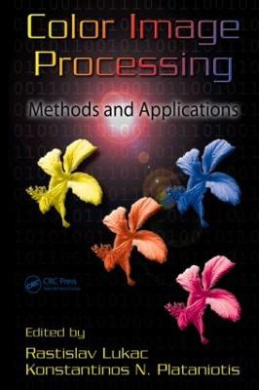 Color Image
Processing
Methods and Applications
CRC Press
Edited by
Rastislav Lukac
Konstantinos N. Plataniotis